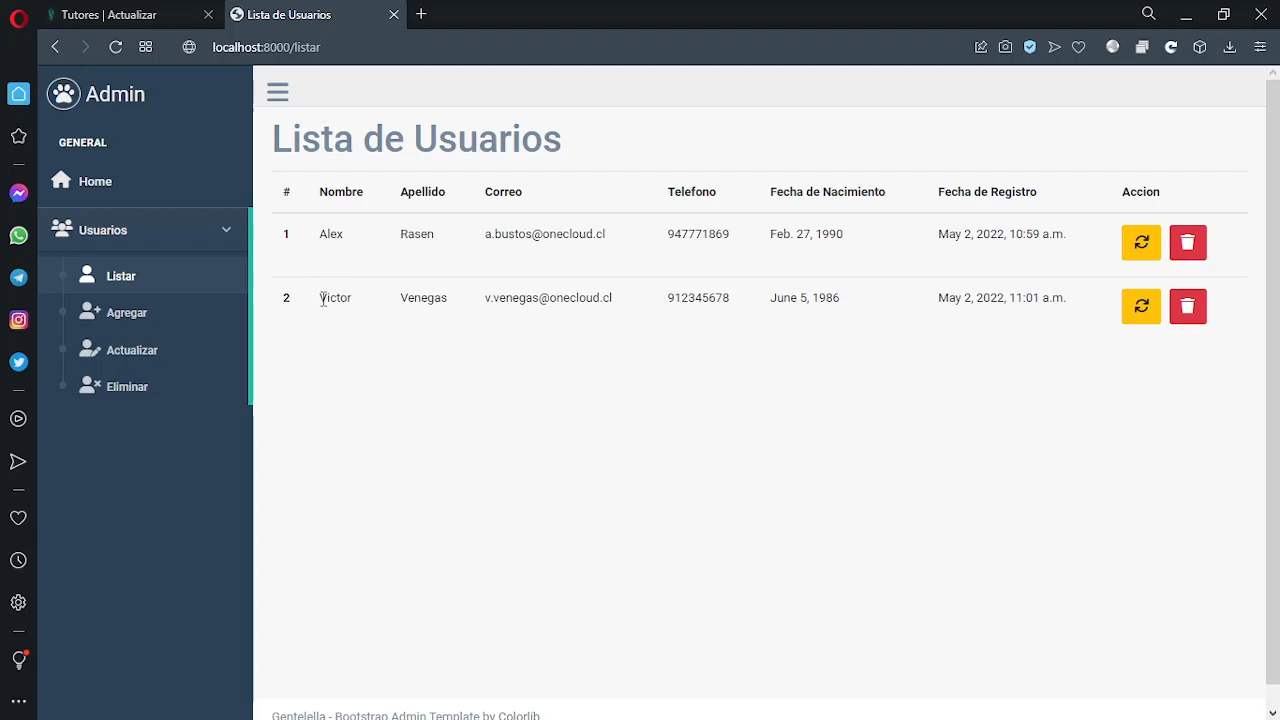 Tutores | Actualizar
Lista de Usuarios
localhost:8000/listar
Admin
GENERAL
Home
Usuarios
Listar
Agregar
Actualizar
Eliminar
Lista de Usuarios
# Nombre Apellido Correo Telefono Fecha de Nacimiento Fecha de Registro Accion
1 Alex Rasen a.bustos@onecloud.cl 947771869 Feb. 27, 1990 May 2, 2022, 10:59 a.m.
2 Victor Venegas v.venegas@onecloud.cl 912345678 June 5, 1986 May 2, 2022, 11:01 a.m.
Gentelella - Bootstrap Admin Template by Colorlib